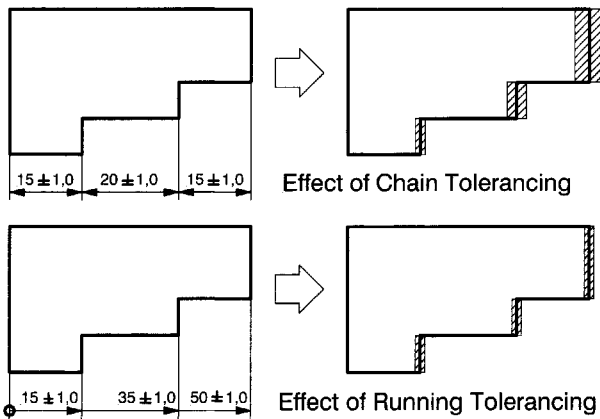 15 ±1,0 20 ±1,0 15 ±1,0
Effect of Chain Tolerancing
15 ±1,0 35 ±1,0 50 ±1,0
Effect of Running Tolerancing